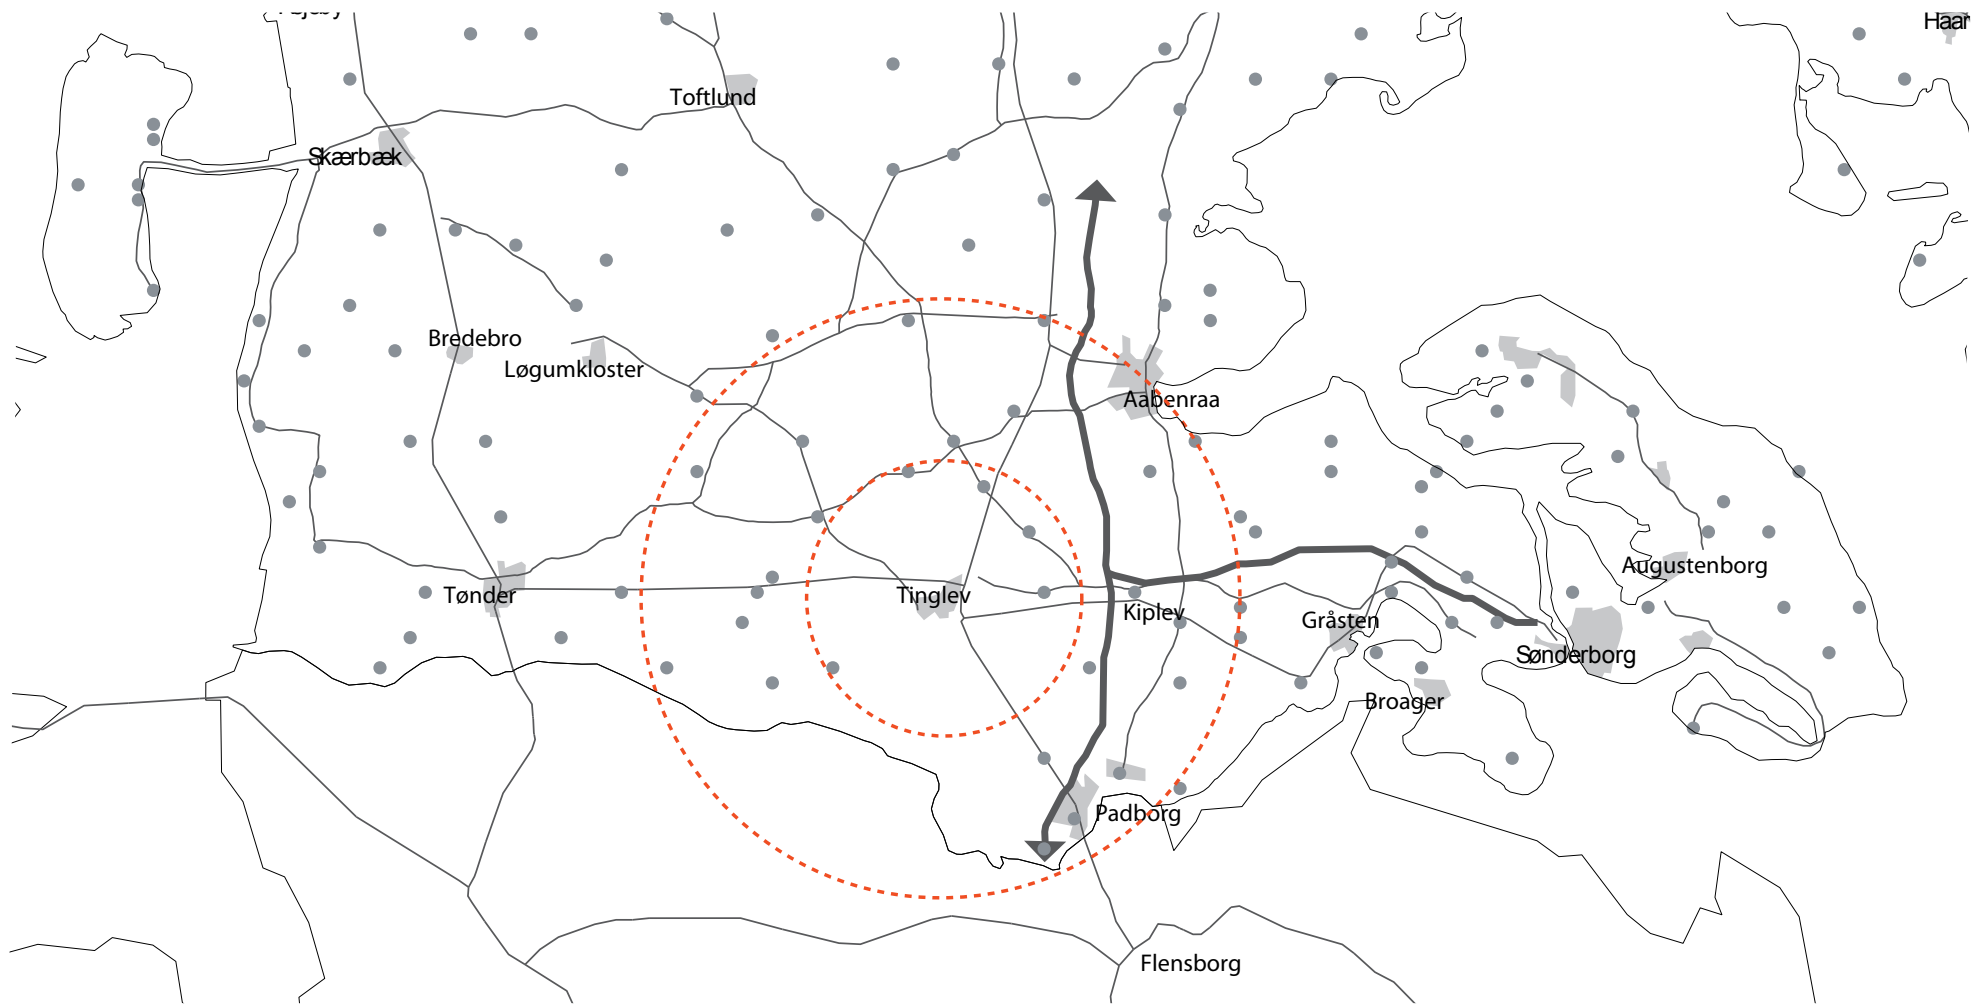 Toftlund
Skærbæk
Bredebro
Løgumkloster
Aabenraa
Augustenborg
Tønder
Tinglev
Kiplev
Gråsten
Sønderborg
Broager
Padborg
Flensborg